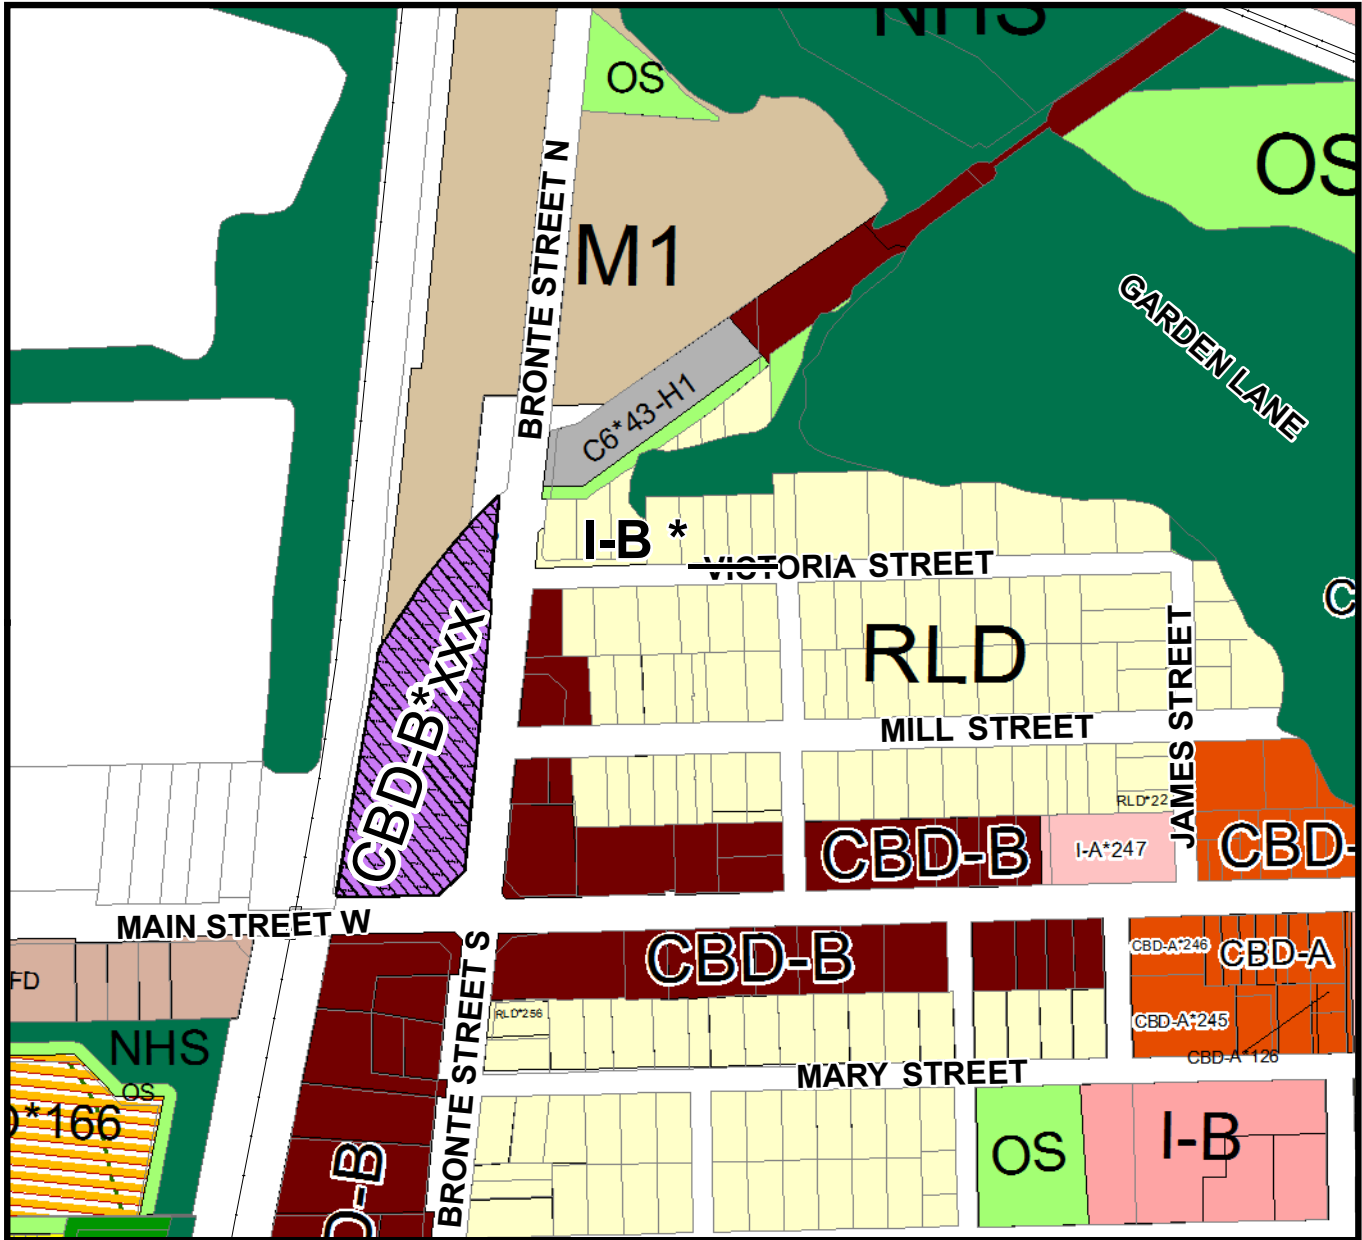 NHS
OS
OS
BRONTE STREET N
M1
GARDEN LANE
C6*43-H1
I-B *
VICTORIA STREET
C
CBD-B*XXX
RLD
JAMES STREET
MILL STREET
RLD*22
CBD-B
I-A*247
CBD-
MAIN STREET W
CBD-B
CBD-A*246
CBD-A
FD
BRONTE STREET S
RLD*256
CBD-A*245
NHS
CBD-A*126
OS
MARY STREET
*166
OS
I-B
D-B